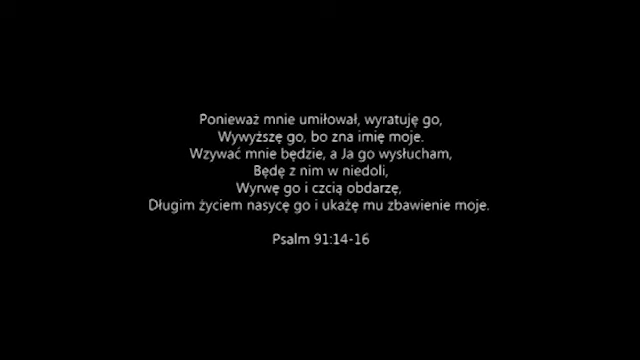 Ponieważ mnie umiłował, wyratuję go,
Wywyższę go, bo zna imię moje.
Wzywać mnie będzie, a Ja go wysłucham,
Będę z nim w niedoli,
Wyrwę go i czcią obdarzę,
Długim życiem nasycę go i ukażę mu zbawienie moje.
Psalm 91:14-16